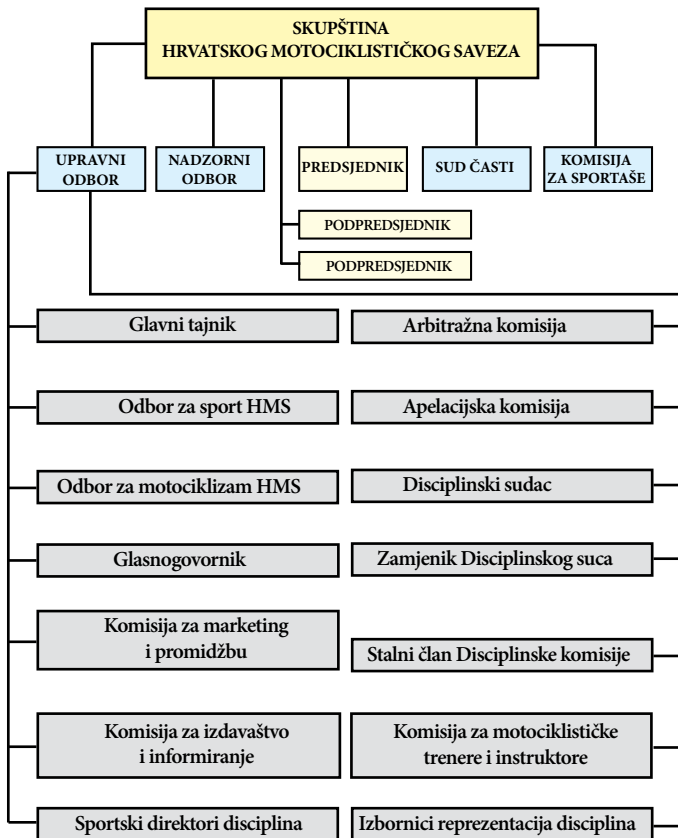 SKUPŠTINA
HRVATSKOG MOTOCIKLISTIČKOG SAVEZA
UPRAVNI
ODBOR
NADZORNI
ODBOR
PREDSJEDNIK
SUD ČASTI
KOMISIJA
ZA SPORTAŠE
PODPREDSJEDNIK
PODPREDSJEDNIK
Glavni tajnik
Arbitražna komisija
Odbor za sport HMS
Apelacijska komisija
Odbor za motociklizam HMS
Disciplinski sudac
Glasnogovornik
Zamjenik Disciplinskog suca
Komisija za marketing
i promidžbu
Stalni član Disciplinske komisije
Komisija za izdavaštvo
i informiranje
Komisija za motociklističke
trenere i instruktore
Sportski direktori disciplina
Izbornici reprezentacija disciplina